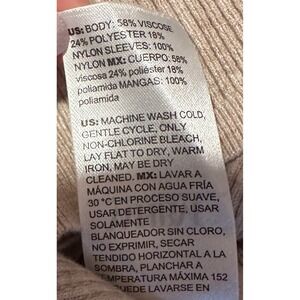 US: BODY: 58% VISCOSE
24% POLYESTER 18%
NYLON SLEEVES: 100%
NYLON MX: CUERPO: 58%
viscosa 24% poliéster 18%
poliamida MANGAS: 100%
poliamida
US: MACHINE WASH COLD,
GENTLE CYCLE, ONLY
NON-CHLORINE BLEACH,
LAY FLAT TO DRY, WARM
IRON, MAY BE DRY
CLEANED. MX: LAVAR A
MÁQUINA CON AGUA FRÍA
30 °C EN PROCESO SUAVE,
USAR DETERGENTE, USAR
SOLAMENTE
BLANQUEADOR SIN CLORO,
NO EXPRIMIR, SECAR
TENDIDO HORIZONTAL A LA
SOMBRA, PLANCHAR A
TEMPERATURA MÁXIMA 152
PUEDE LAVARSE EN